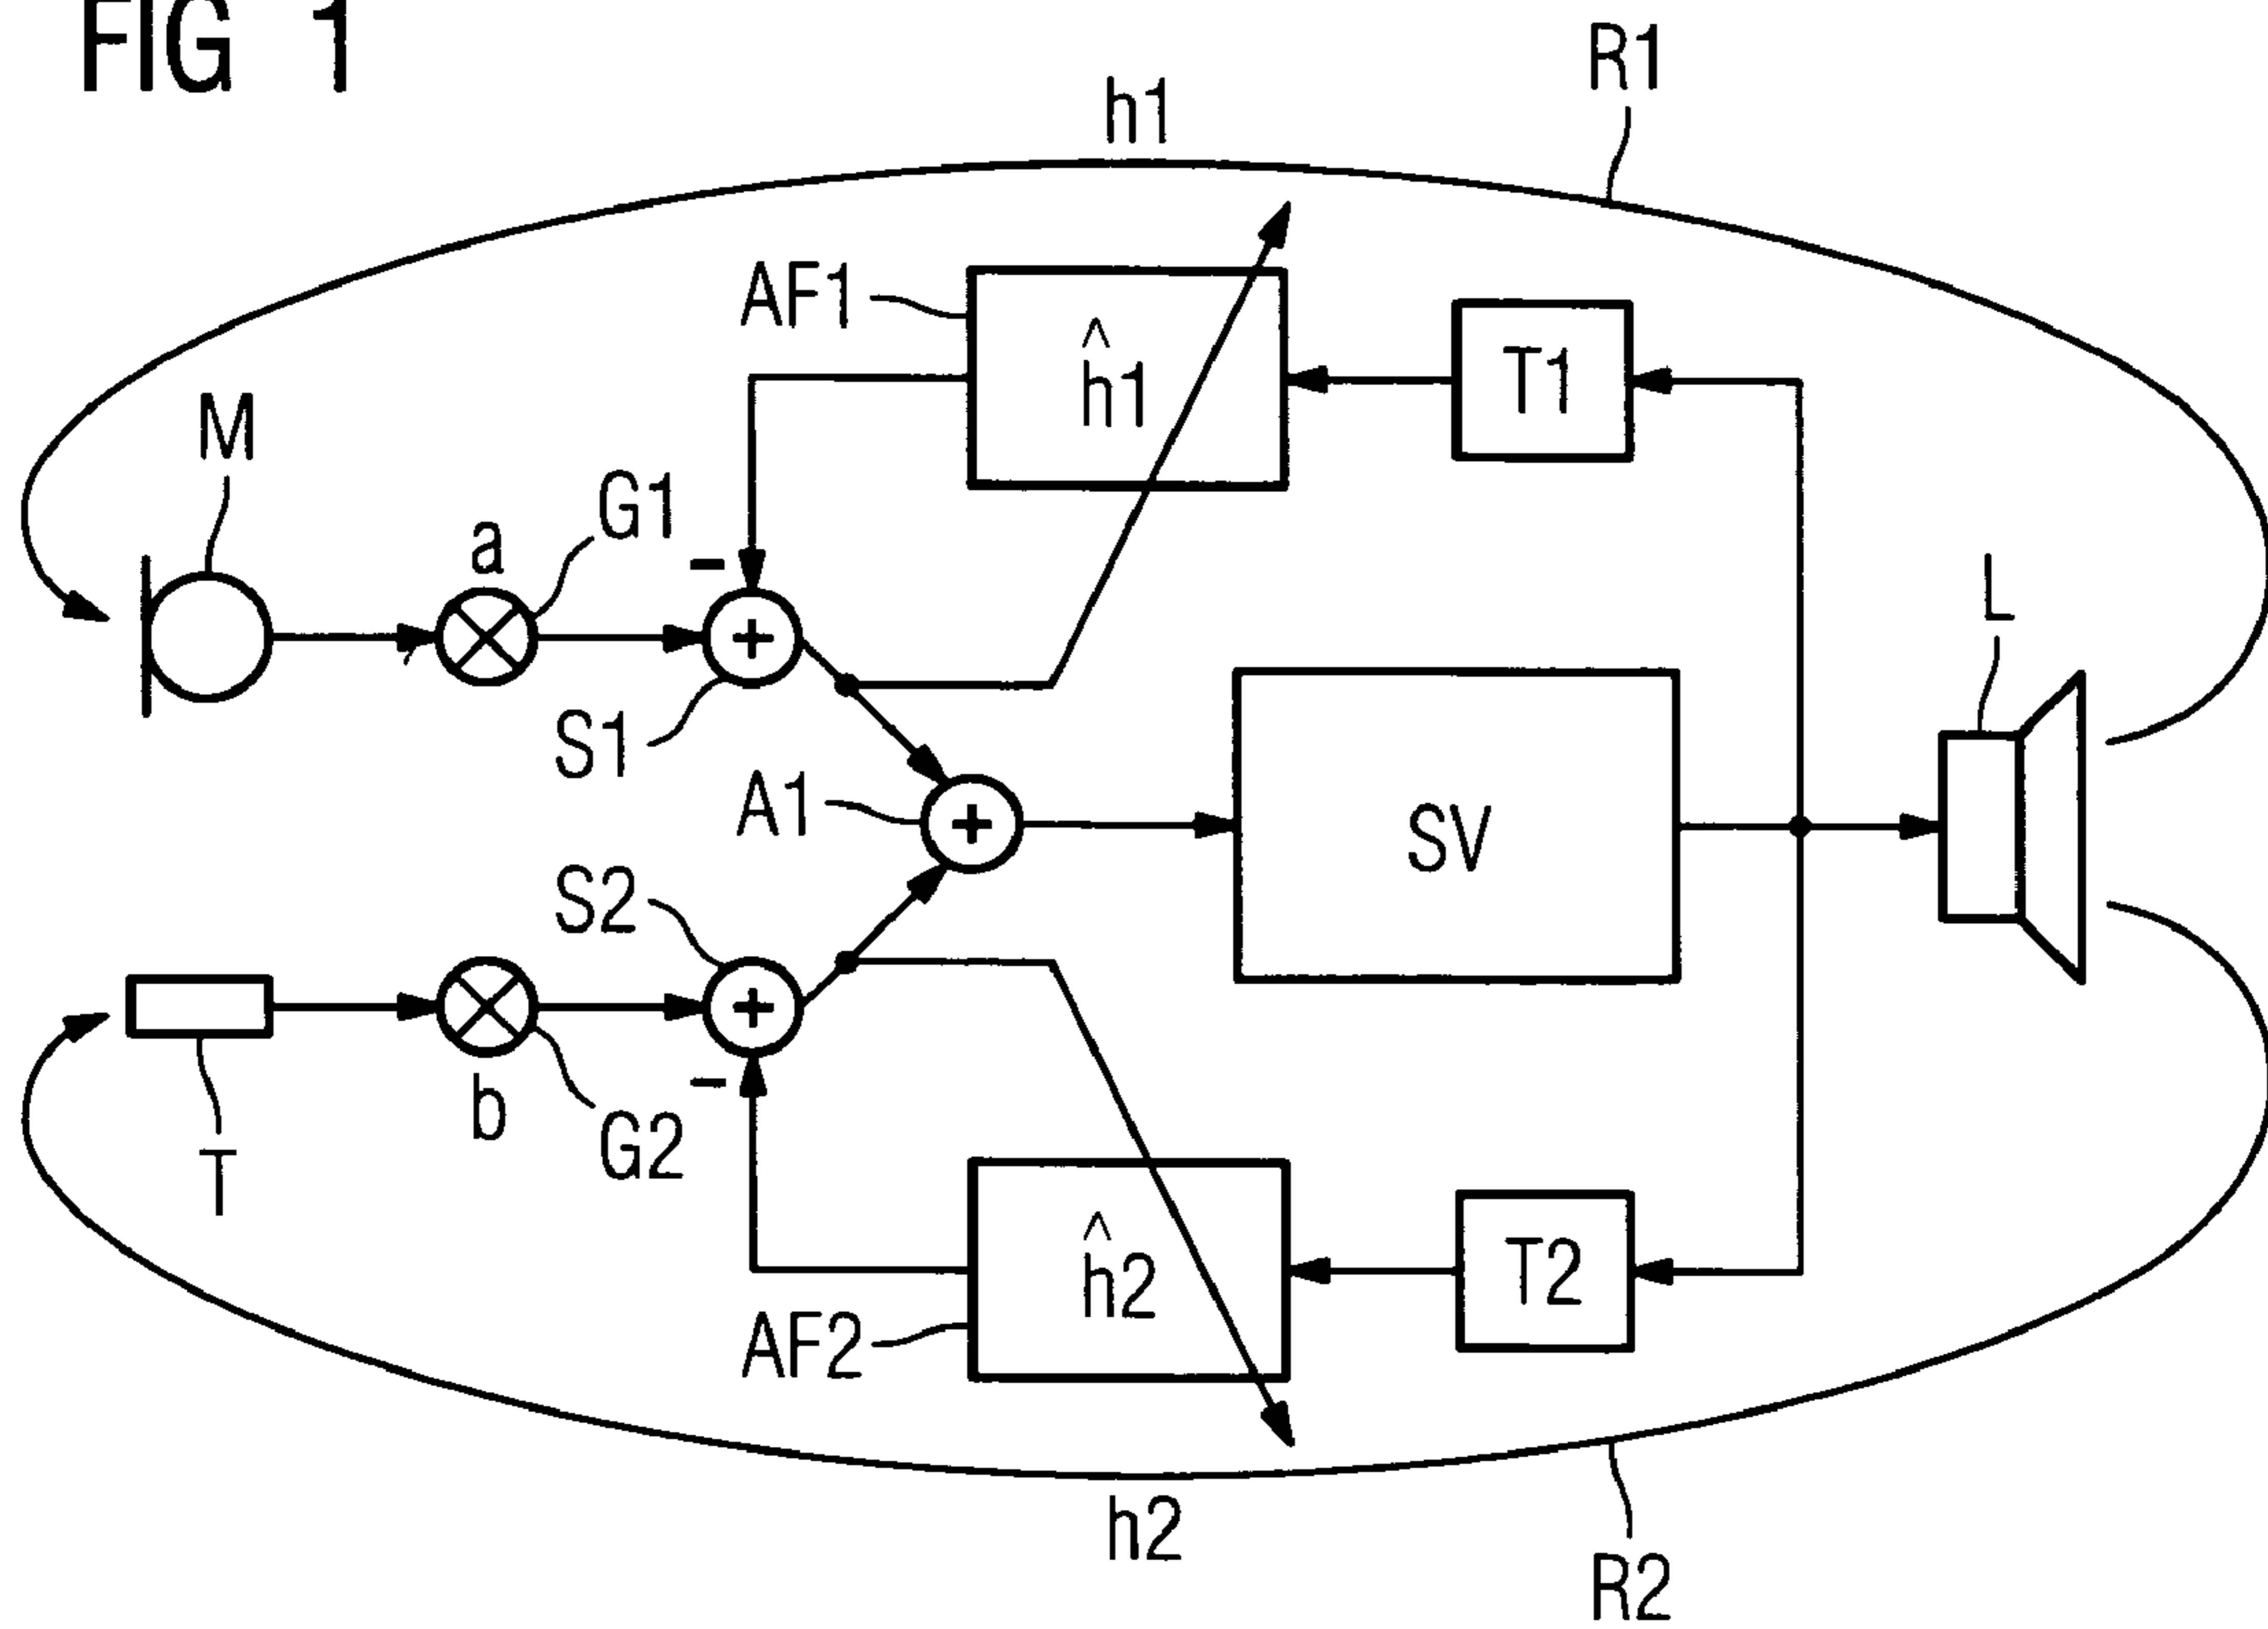 FIG 1
R1
h1
AF1
ĥ1
T1
M
G1
a
-
+
L
S1
A1
+
SV
S2
+
-
b
G2
T
ĥ2
T2
AF2
h2
R2